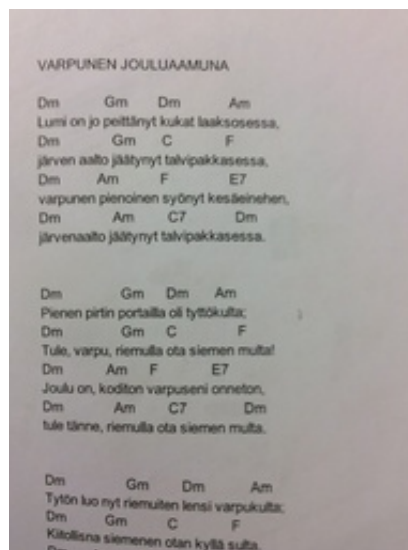 VARPUNEN JOULUAAMUNA
Dm Gm Dm Am
Lumi on jo peittänyt kukat laaksosessa,
Dm Gm C F
järven aalto jäätynyt talvipakkasessa,
Dm Am F E7
varpunen pienoinen syönyt kesäeinehen,
Dm Am C7 Dm
järvenaalto jäätynyt talvipakkasessa.
Dm Gm Dm Am
Pienen pirtin portailla oli tyttökulta;
Dm Gm C F
Tule, varpu, riemulla ota siemen multa!
Dm Am F E7
Joulu on, koditon varpuseni onneton,
Dm Am C7 Dm
tule tänne, riemulla ota siemen multa.
Dm Gm Dm Am
Tytön luo nyt riemuiten lensi varpukulta;
Dm Gm C F
Kiitollisna siemenen otan kyllä sulta.
Dm